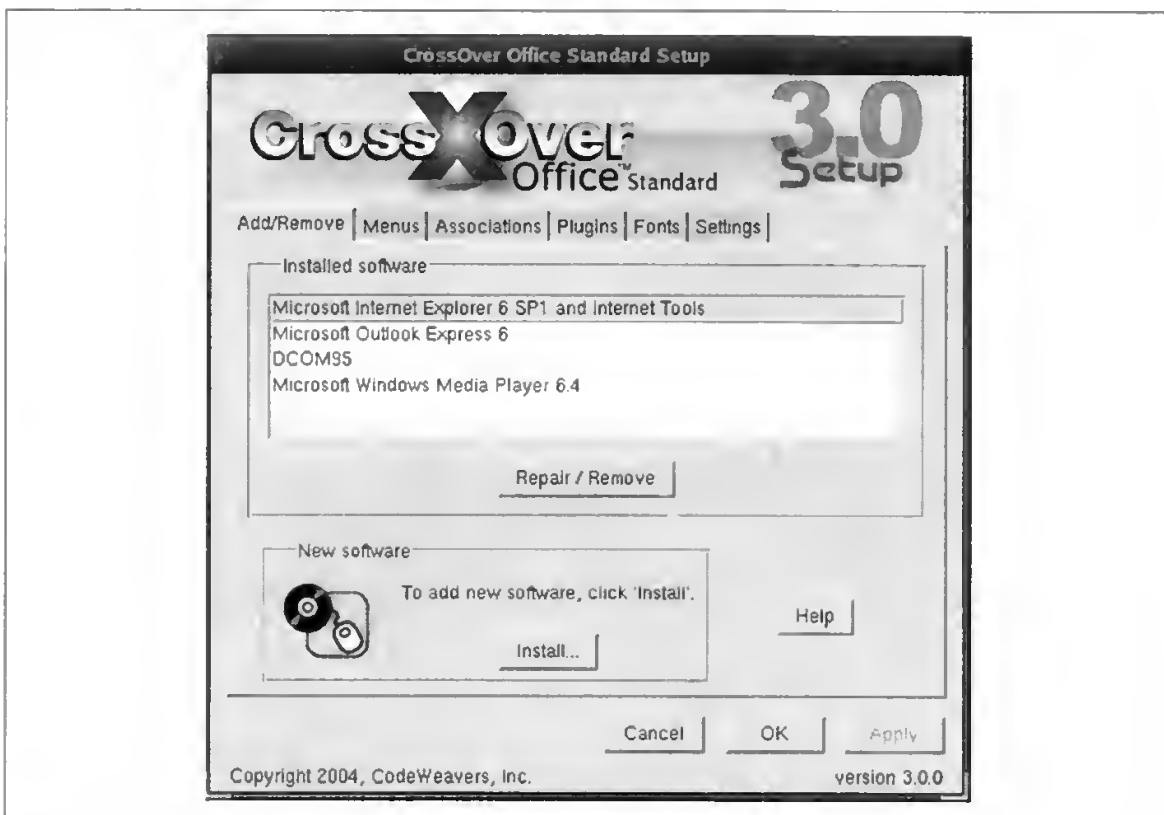 CrossOver Office Standard Setup
CrossOver
Office™ Standard
3.0
Setup
Add/Remove Menus Associations Plugins Fonts Settings
Installed software
Microsoft Internet Explorer 6 SP1 and Internet Tools
Microsoft Outlook Express 6
DCOM95
Microsoft Windows Media Player 6.4
Repair / Remove
New software
To add new software, click 'Install'.
Install...
Help
Cancel OK Apply
Copyright 2004, CodeWeavers, Inc. version 3.0.0